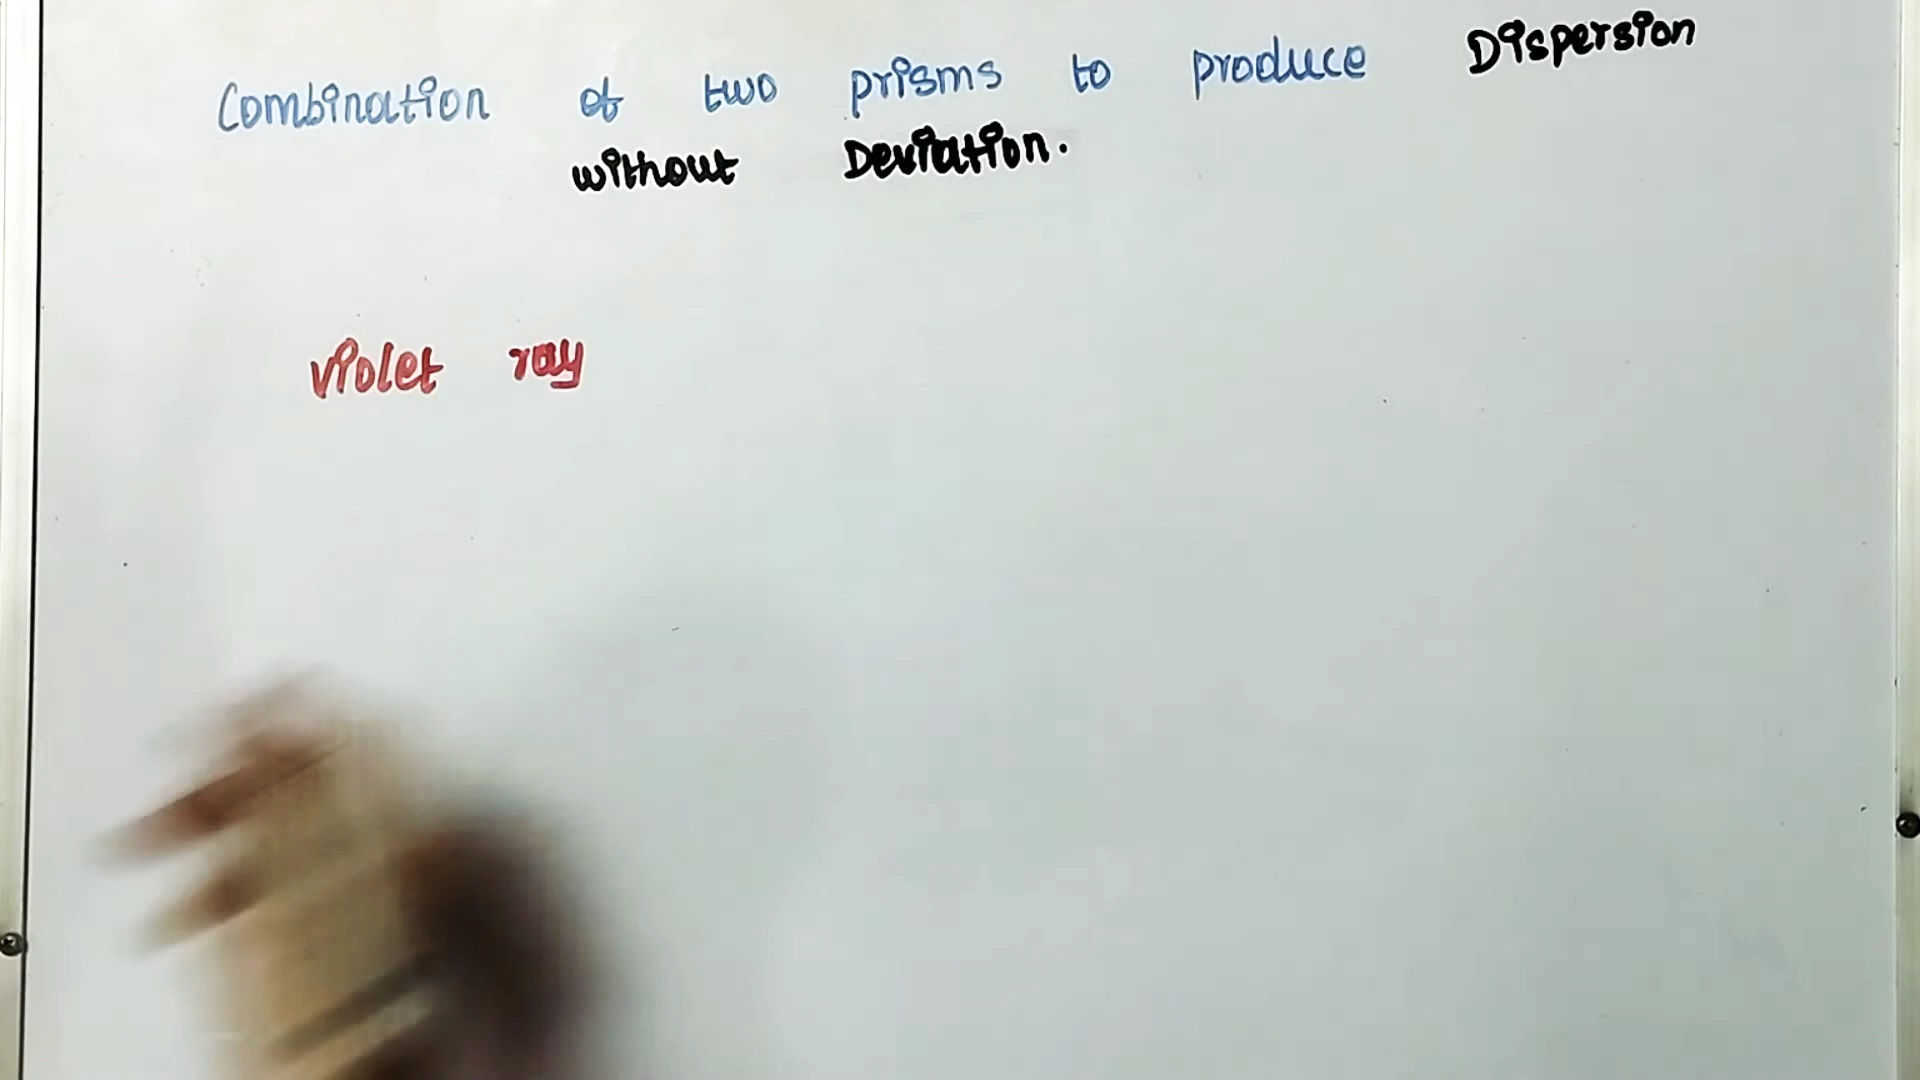 Combination of two prisms to produce Dispersion
without Deviation.
violet ray